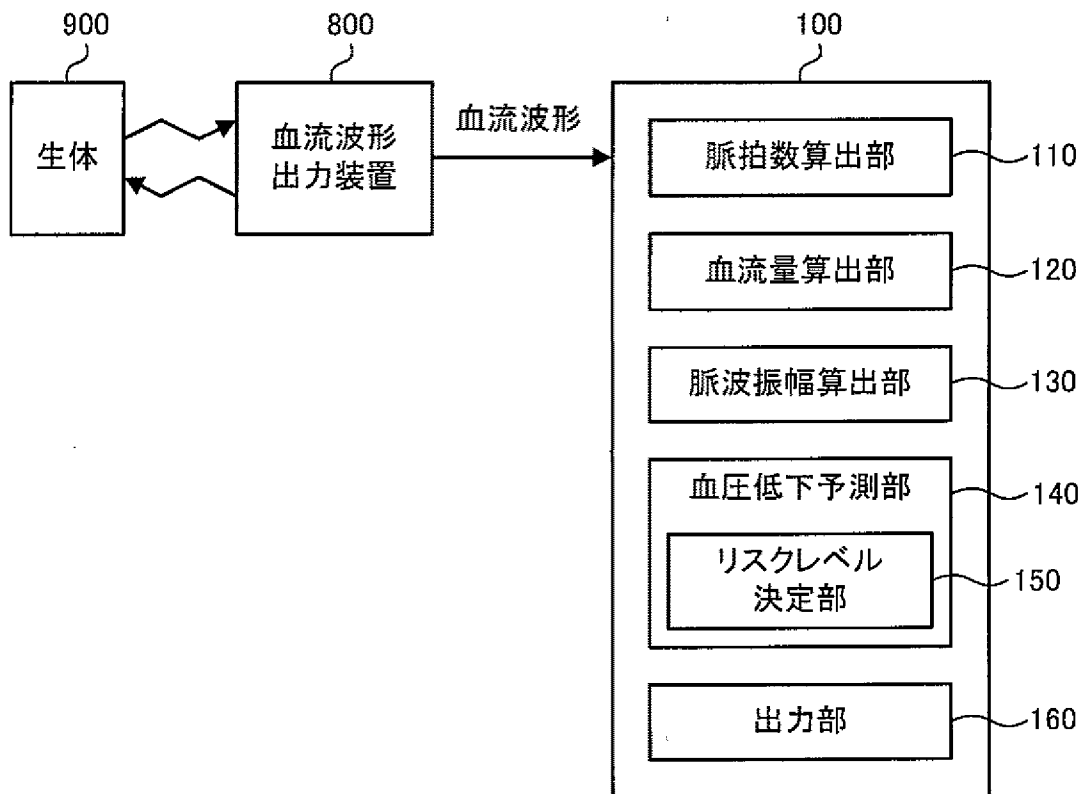 900
800
100
生体
血流波形
出力装置
血流波形
脈拍数算出部
110
血流量算出部
120
脈波振幅算出部
130
血圧低下予測部
140
リスクレベル
決定部
150
出力部
160